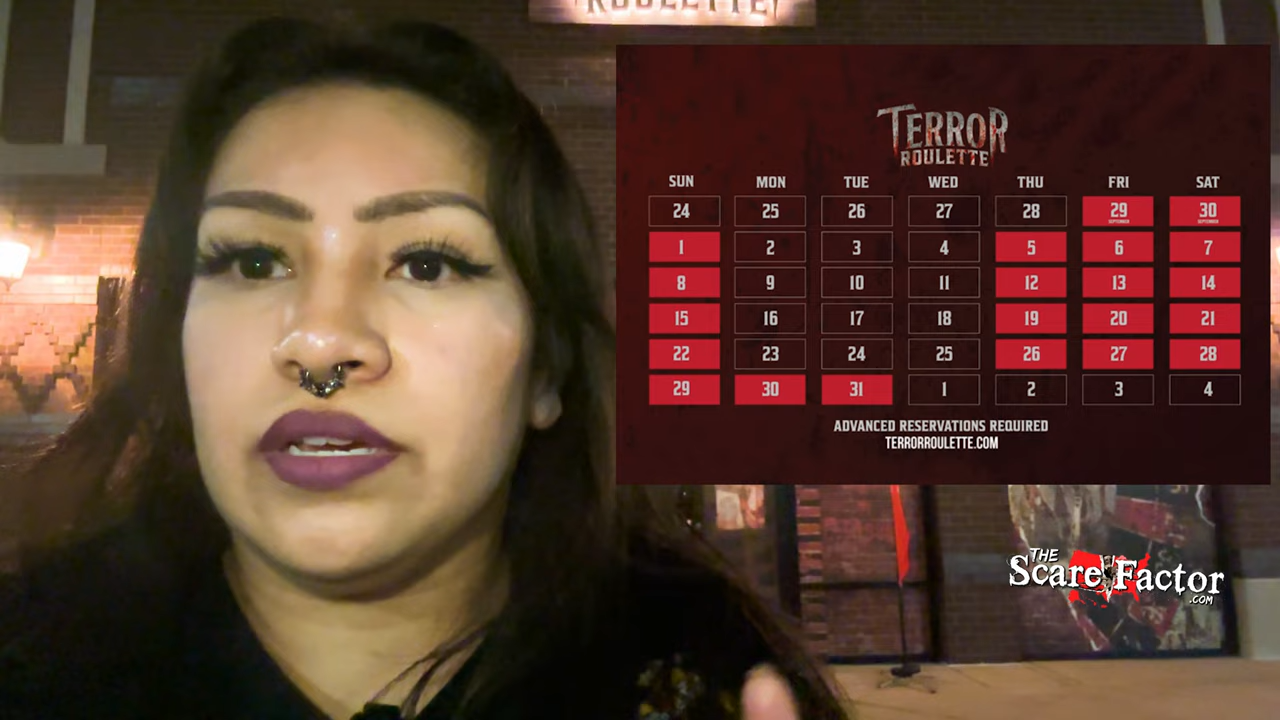 ROULETTE
TERROR
ROULETTE
SUN MON TUE WED THU FRI SAT
24 25 26 27 28 29 SEPTEMBER 30 SEPTEMBER
1 2 3 4 5 6 7
8 9 10 11 12 13 14
15 16 17 18 19 20 21
22 23 24 25 26 27 28
29 30 31 1 2 3 4
ADVANCED RESERVATIONS REQUIRED
TERRORROULETTE.COM
THE
Scare Factor
.COM